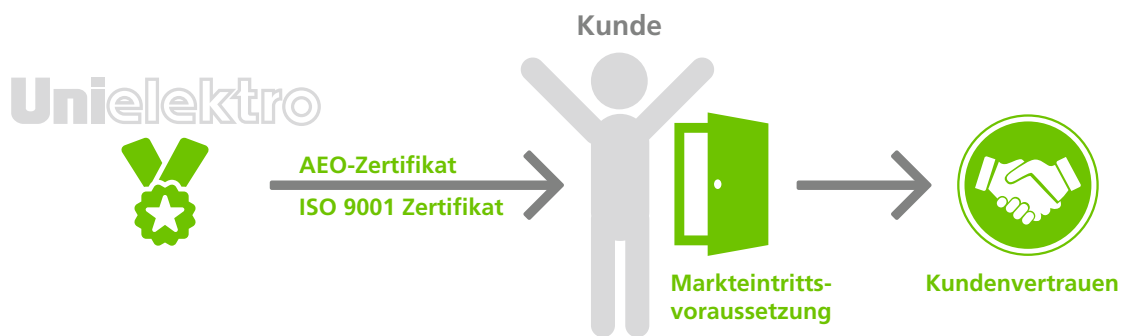 Kunde
Unielektro
AEO-Zertifikat
ISO 9001 Zertifikat
Markteintritts-
voraussetzung
Kundenvertrauen